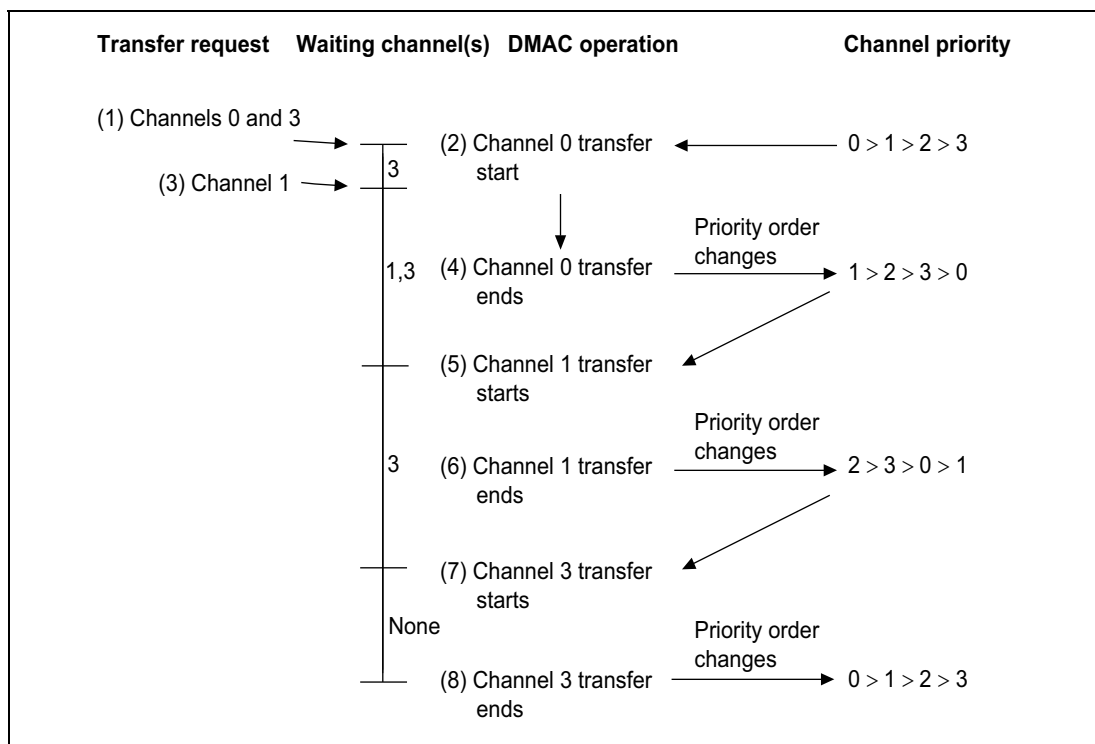 Transfer request Waiting channel(s) DMAC operation Channel priority
(1) Channels 0 and 3
(2) Channel 0 transfer
start
0 > 1 > 2 > 3
3
(3) Channel 1
Priority order
changes
1,3
(4) Channel 0 transfer
ends
1 > 2 > 3 > 0
(5) Channel 1 transfer
starts
Priority order
changes
3
(6) Channel 1 transfer
ends
2 > 3 > 0 > 1
(7) Channel 3 transfer
starts
None
Priority order
changes
(8) Channel 3 transfer
ends
0 > 1 > 2 > 3